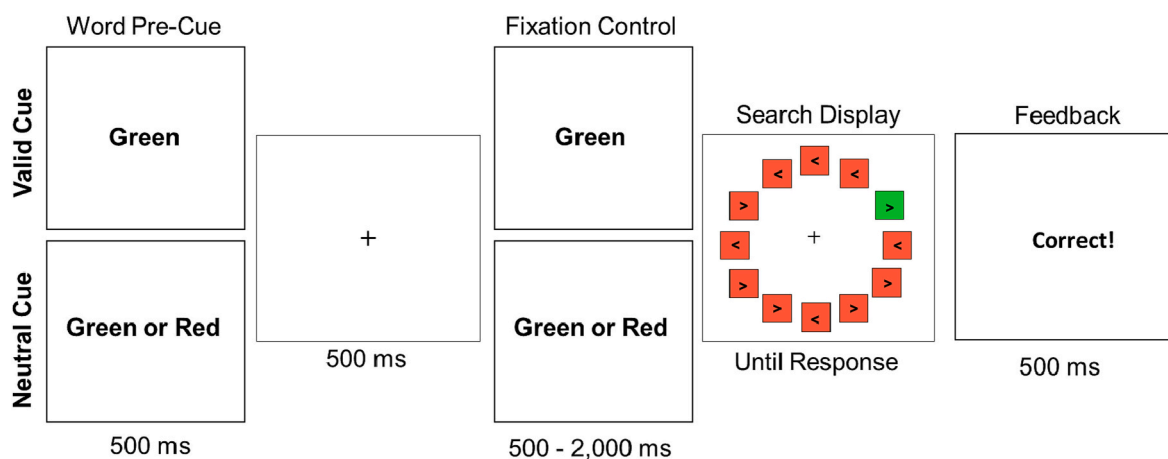 Word Pre-Cue
Fixation Control
Search Display
Feedback
Valid Cue
Green
Green
Neutral Cue
Green or Red
Green or Red
+
< < <
> >
+
< <
> >
> < >
Correct!
500 ms
500 ms
500 - 2,000 ms
Until Response
500 ms